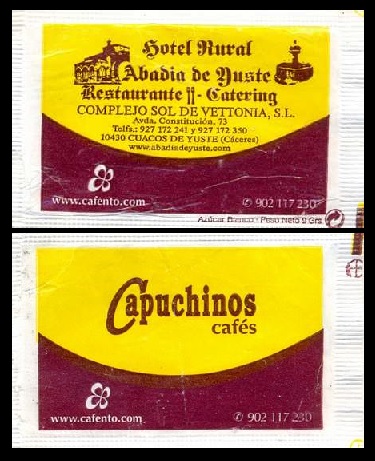 Hotel Rural
Abadia de Yuste
Restaurante - Catering
COMPLEJO SOL DE VETTONIA, S.L.
Avda. Constitución, 73
Telfs.: 927 172 241 y 927 172 350
10430 CUACOS DE YUSTE (Cáceres)
www.abadiadeyuste.com
www.cafento.com
✆ 902 117 230
Azúcar Blanco · Peso Neto 8 Grs
Capuchinos
cafés
www.cafento.com
✆ 902 117 230